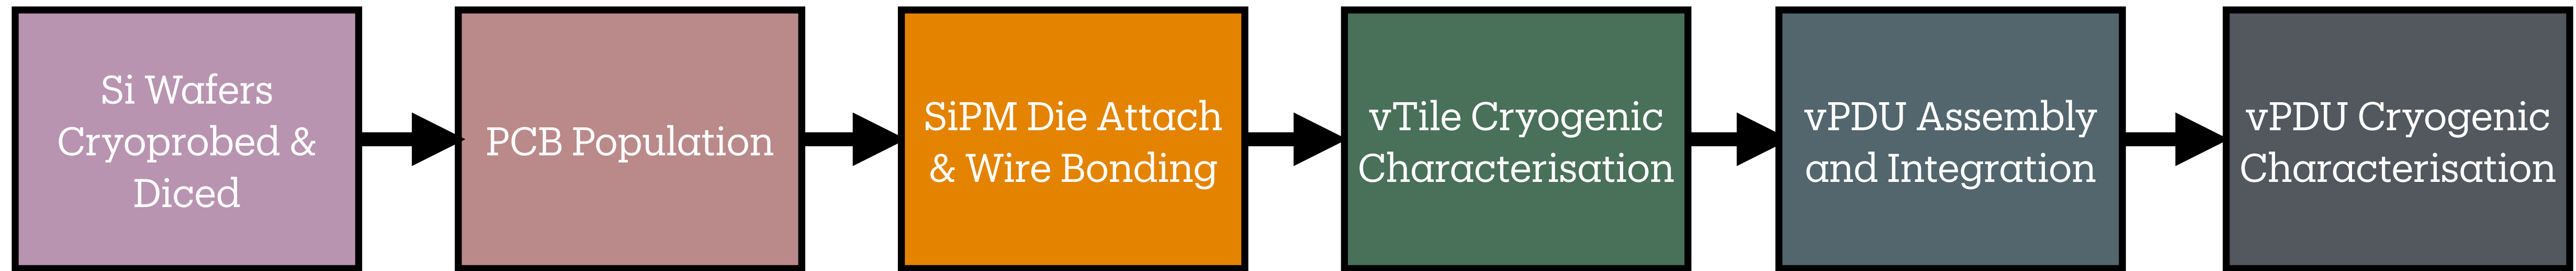 Si Wafers
Cryoprobed &
Diced
PCB Population
SiPM Die Attach
& Wire Bonding
vTile Cryogenic
Characterisation
vPDU Assembly
and Integration
vPDU Cryogenic
Characterisation